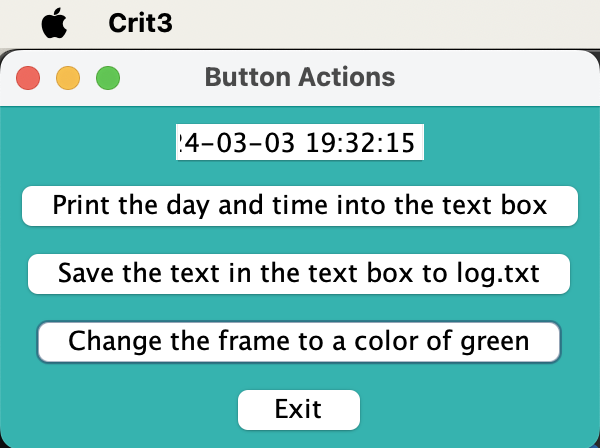 Crit3
Button Actions
24-03-03 19:32:15
Print the day and time into the text box
Save the text in the text box to log.txt
Change the frame to a color of green
Exit